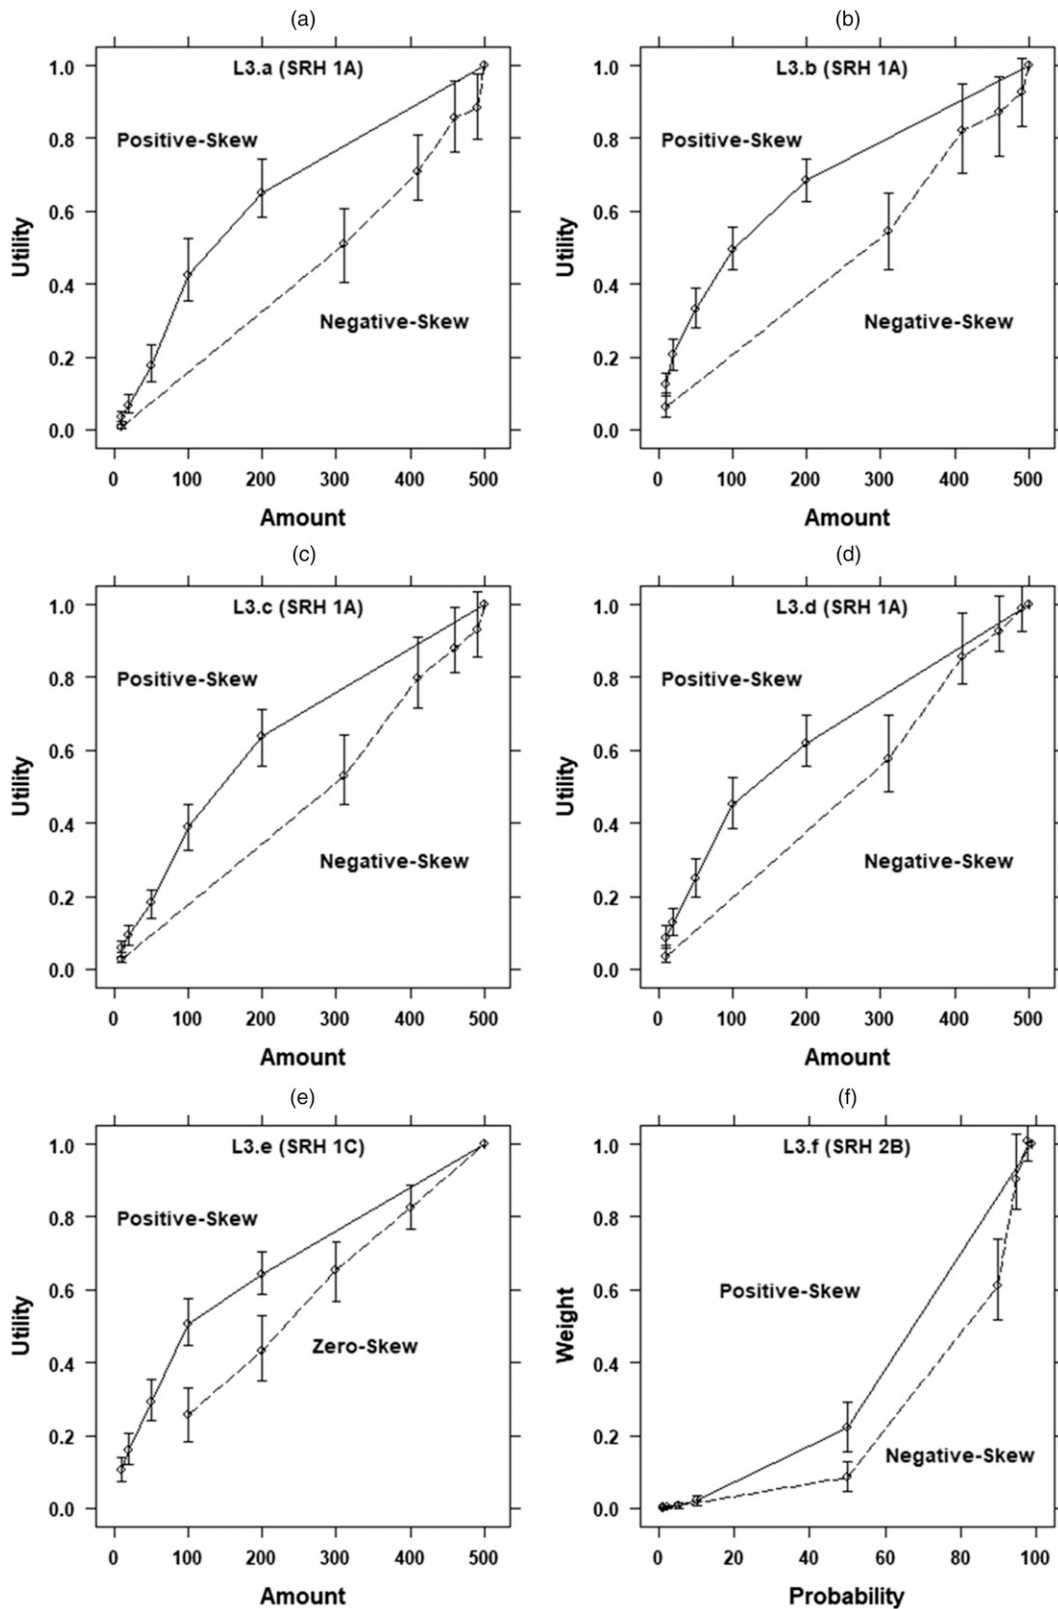 (a)
L3.a (SRH 1A)
1.0
Positive-Skew
0.8
0.6
Utility
0.4
Negative-Skew
0.2
0.0
0 100 200 300 400 500
Amount
(b)
L3.b (SRH 1A)
1.0
Positive-Skew
0.8
0.6
Utility
0.4
Negative-Skew
0.2
0.0
0 100 200 300 400 500
Amount
(c)
L3.c (SRH 1A)
1.0
Positive-Skew
0.8
0.6
Utility
0.4
Negative-Skew
0.2
0.0
0 100 200 300 400 500
Amount
(d)
L3.d (SRH 1A)
1.0
Positive-Skew
0.8
0.6
Utility
0.4
Negative-Skew
0.2
0.0
0 100 200 300 400 500
Amount
(e)
L3.e (SRH 1C)
1.0
Positive-Skew
0.8
0.6
Utility
Zero-Skew
0.4
0.2
0.0
0 100 200 300 400 500
Amount
(f)
L3.f (SRH 2B)
1.0
0.8
Positive-Skew
0.6
Weight
0.4
0.2
Negative-Skew
0.0
0 20 40 60 80 100
Probability